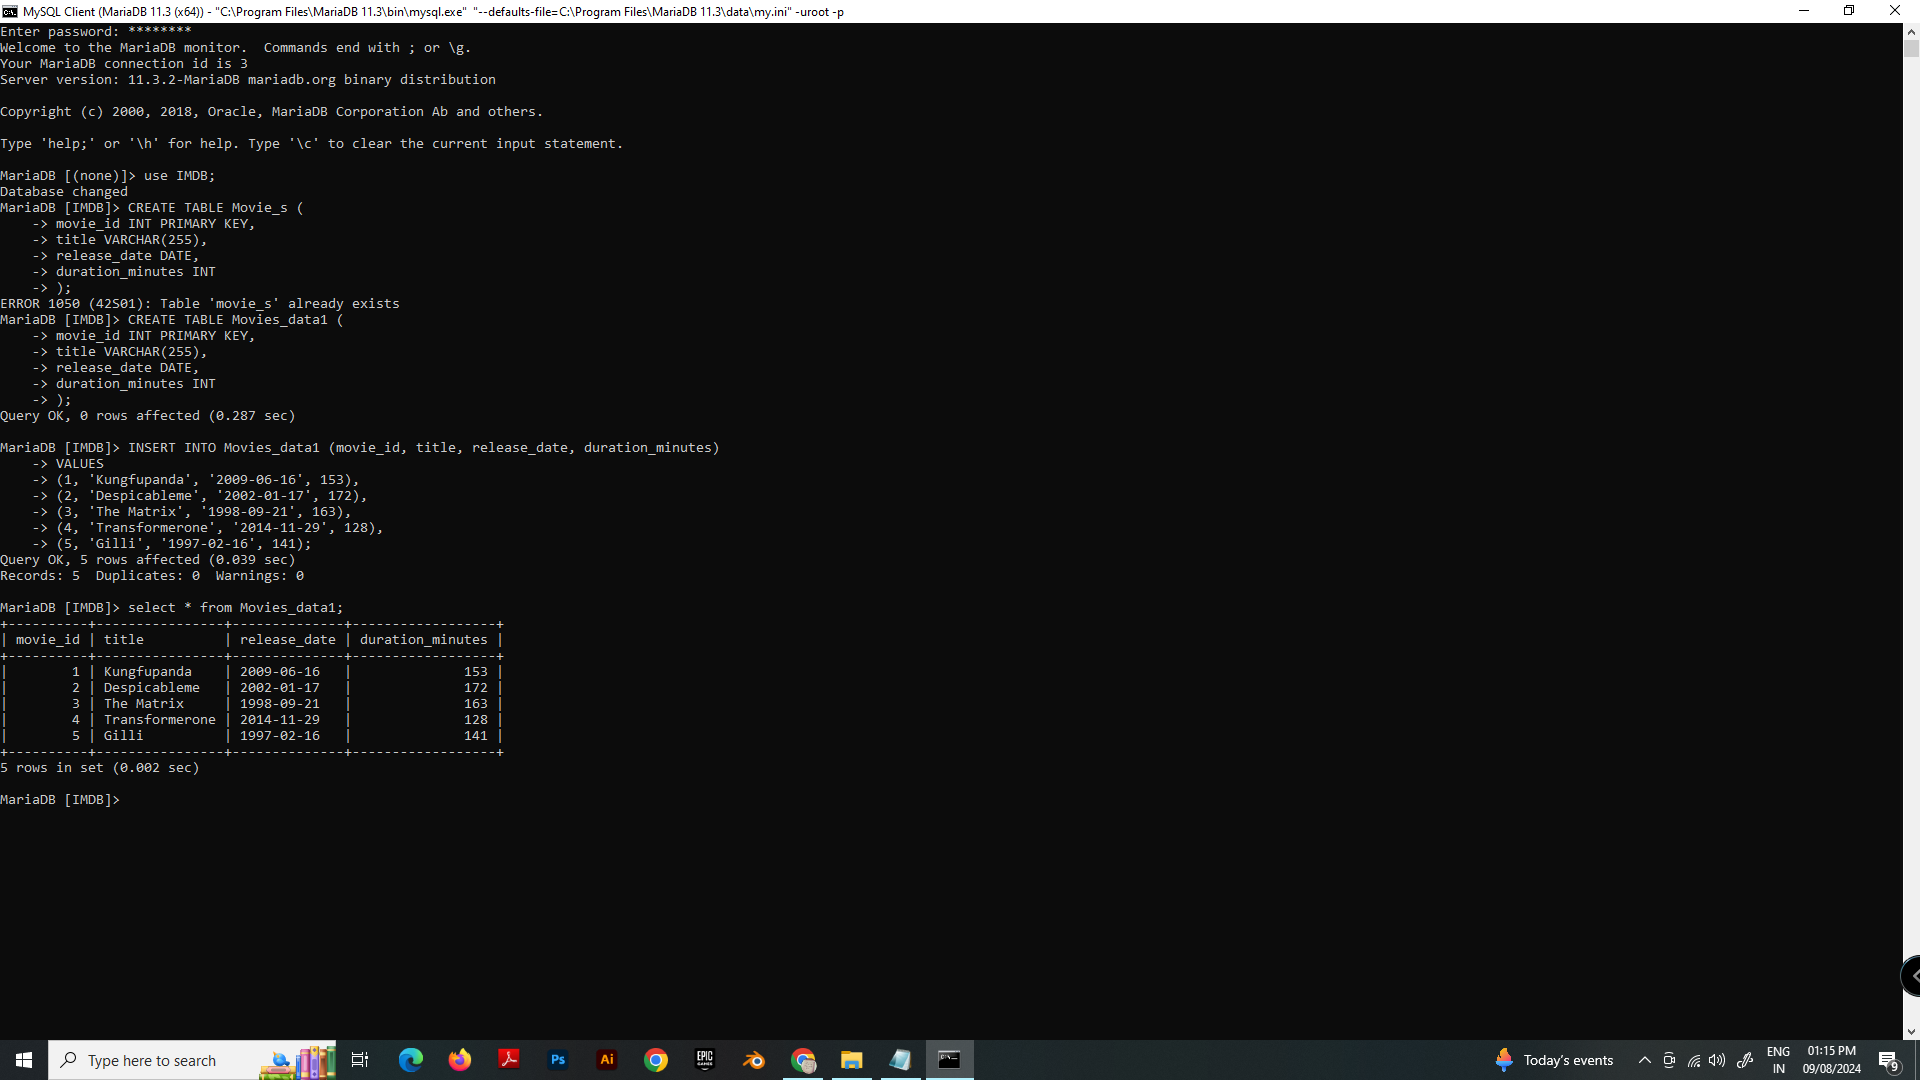 MySQL Client (MariaDB 11.3 (x64)) - "C:\Program Files\MariaDB 11.3\bin\mysql.exe"  "--defaults-file=C:\Program Files\MariaDB 11.3\data\my.ini" -uroot -p
Enter password: ********
Welcome to the MariaDB monitor.  Commands end with ; or \g.
Your MariaDB connection id is 3
Server version: 11.3.2-MariaDB mariadb.org binary distribution

Copyright (c) 2000, 2018, Oracle, MariaDB Corporation Ab and others.

Type 'help;' or '\h' for help. Type '\c' to clear the current input statement.

MariaDB [(none)]> use IMDB;
Database changed
MariaDB [IMDB]> CREATE TABLE Movie_s (
    -> movie_id INT PRIMARY KEY,
    -> title VARCHAR(255),
    -> release_date DATE,
    -> duration_minutes INT
    -> );
ERROR 1050 (42S01): Table 'movie_s' already exists
MariaDB [IMDB]> CREATE TABLE Movies_data1 (
    -> movie_id INT PRIMARY KEY,
    -> title VARCHAR(255),
    -> release_date DATE,
    -> duration_minutes INT
    -> );
Query OK, 0 rows affected (0.287 sec)

MariaDB [IMDB]> INSERT INTO Movies_data1 (movie_id, title, release_date, duration_minutes)
    -> VALUES
    -> (1, 'Kungfupanda', '2009-06-16', 153),
    -> (2, 'Despicableme', '2002-01-17', 172),
    -> (3, 'The Matrix', '1998-09-21', 163),
    -> (4, 'Transformerone', '2014-11-29', 128),
    -> (5, 'Gilli', '1997-02-16', 141);
Query OK, 5 rows affected (0.039 sec)
Records: 5  Duplicates: 0  Warnings: 0

MariaDB [IMDB]> select * from Movies_data1;
+----------+----------------+--------------+------------------+
| movie_id | title          | release_date | duration_minutes |
+----------+----------------+--------------+------------------+
|        1 | Kungfupanda    | 2009-06-16   |              153 |
|        2 | Despicableme   | 2002-01-17   |              172 |
|        3 | The Matrix     | 1998-09-21   |              163 |
|        4 | Transformerone | 2014-11-29   |              128 |
|        5 | Gilli          | 1997-02-16   |              141 |
+----------+----------------+--------------+------------------+
5 rows in set (0.002 sec)

MariaDB [IMDB]>
Type here to search
Ps
Ai
EPIC GAMES
Today's events
ENG
IN
01:15 PM
09/08/2024
9